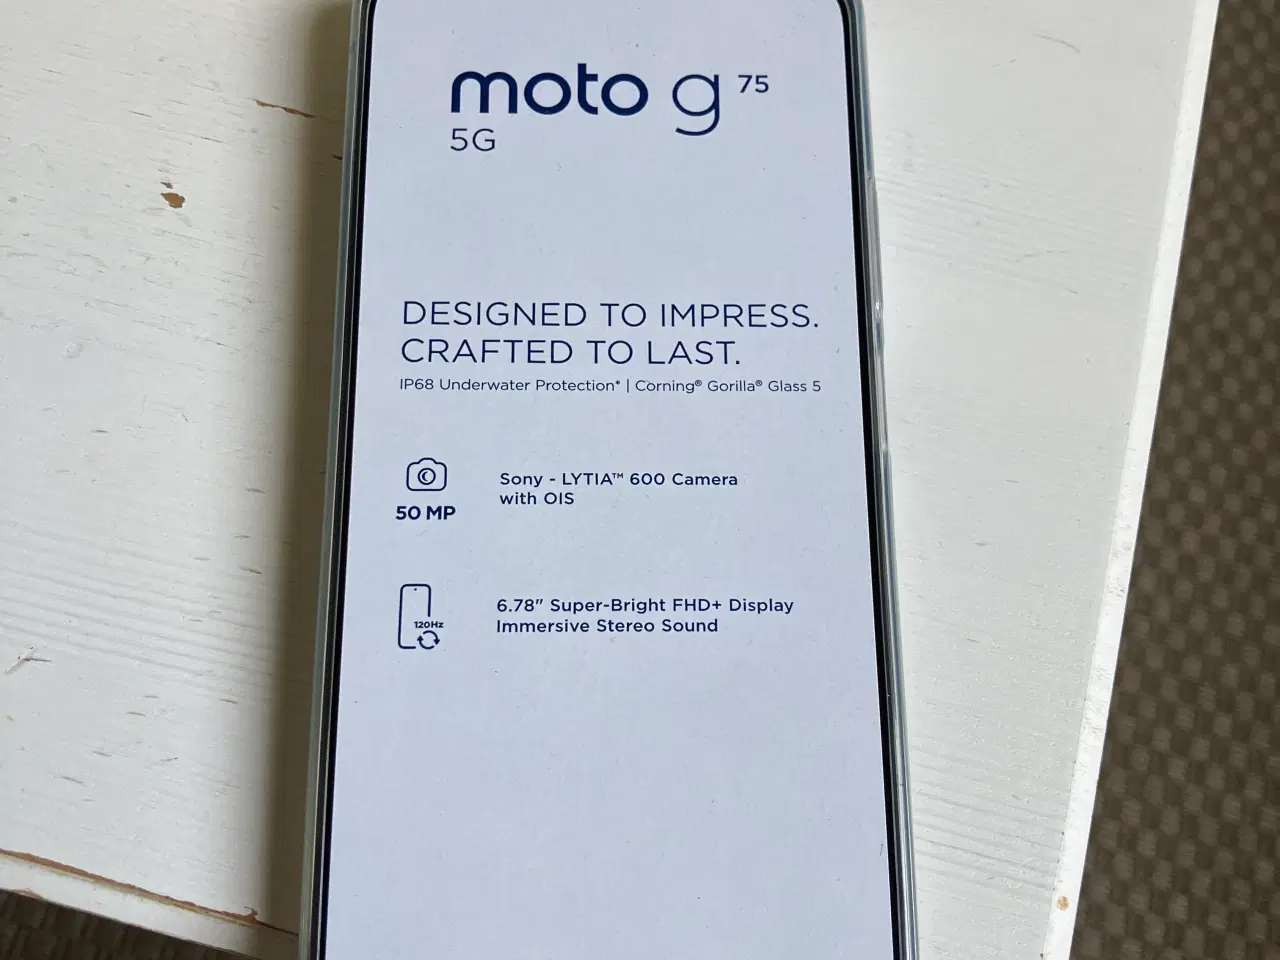 moto g 75
5G
DESIGNED TO IMPRESS.
CRAFTED TO LAST.
IP68 Underwater Protection* | Corning® Gorilla® Glass 5
50 MP
Sony - LYTIA™ 600 Camera
with OIS
120Hz
6.78" Super-Bright FHD+ Display
Immersive Stereo Sound